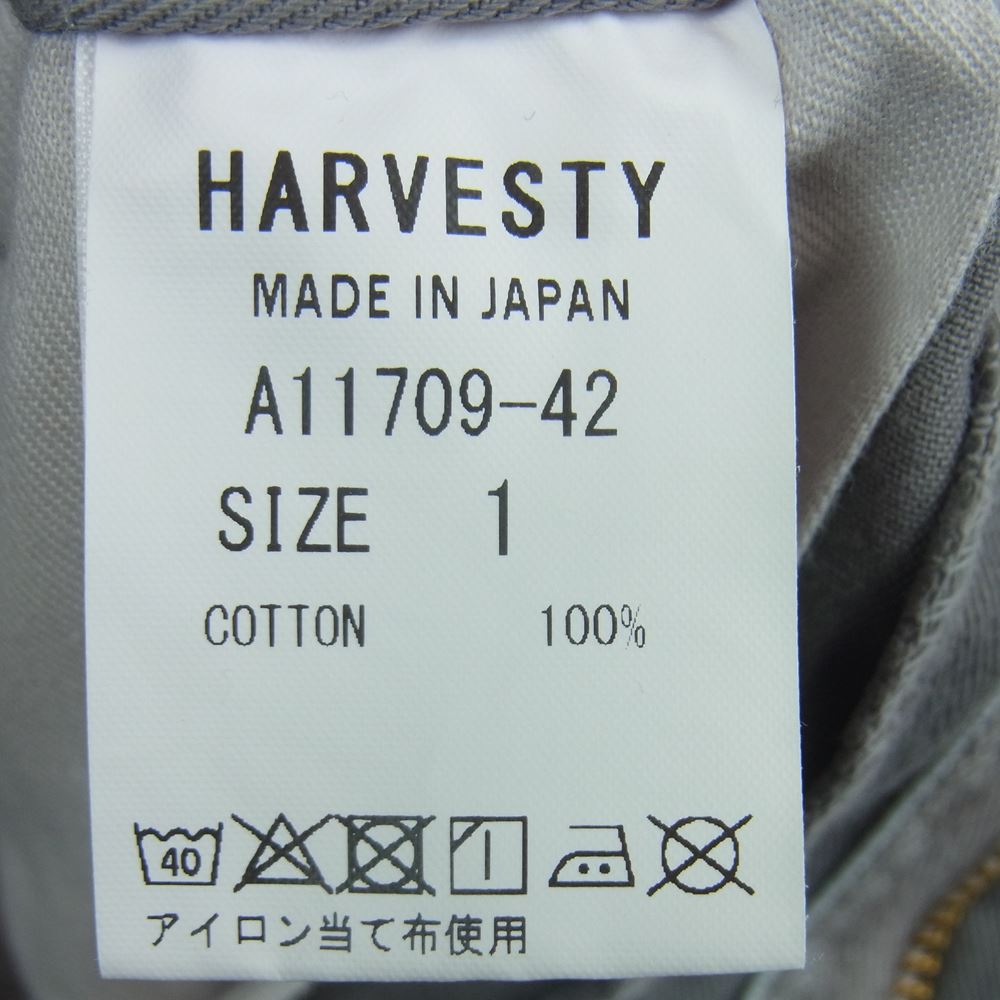 HARVESTY
MADE IN JAPAN
A11709-42
SIZE 1
COTTON 100%
40
アイロン当て布使用